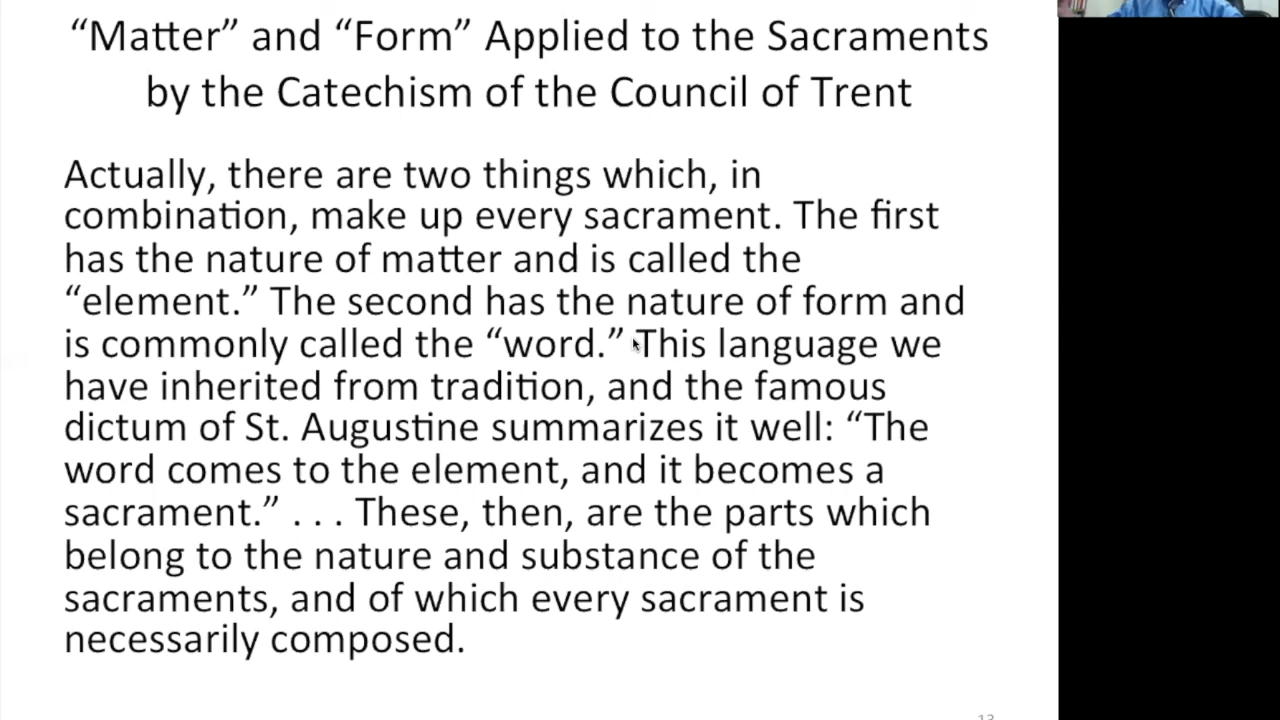 “Matter” and “Form” Applied to the Sacraments
by the Catechism of the Council of Trent
Actually, there are two things which, in
combination, make up every sacrament. The first
has the nature of matter and is called the
“element.” The second has the nature of form and
is commonly called the “word.” This language we
have inherited from tradition, and the famous
dictum of St. Augustine summarizes it well: “The
word comes to the element, and it becomes a
sacrament.” . . . These, then, are the parts which
belong to the nature and substance of the
sacraments, and of which every sacrament is
necessarily composed.
13